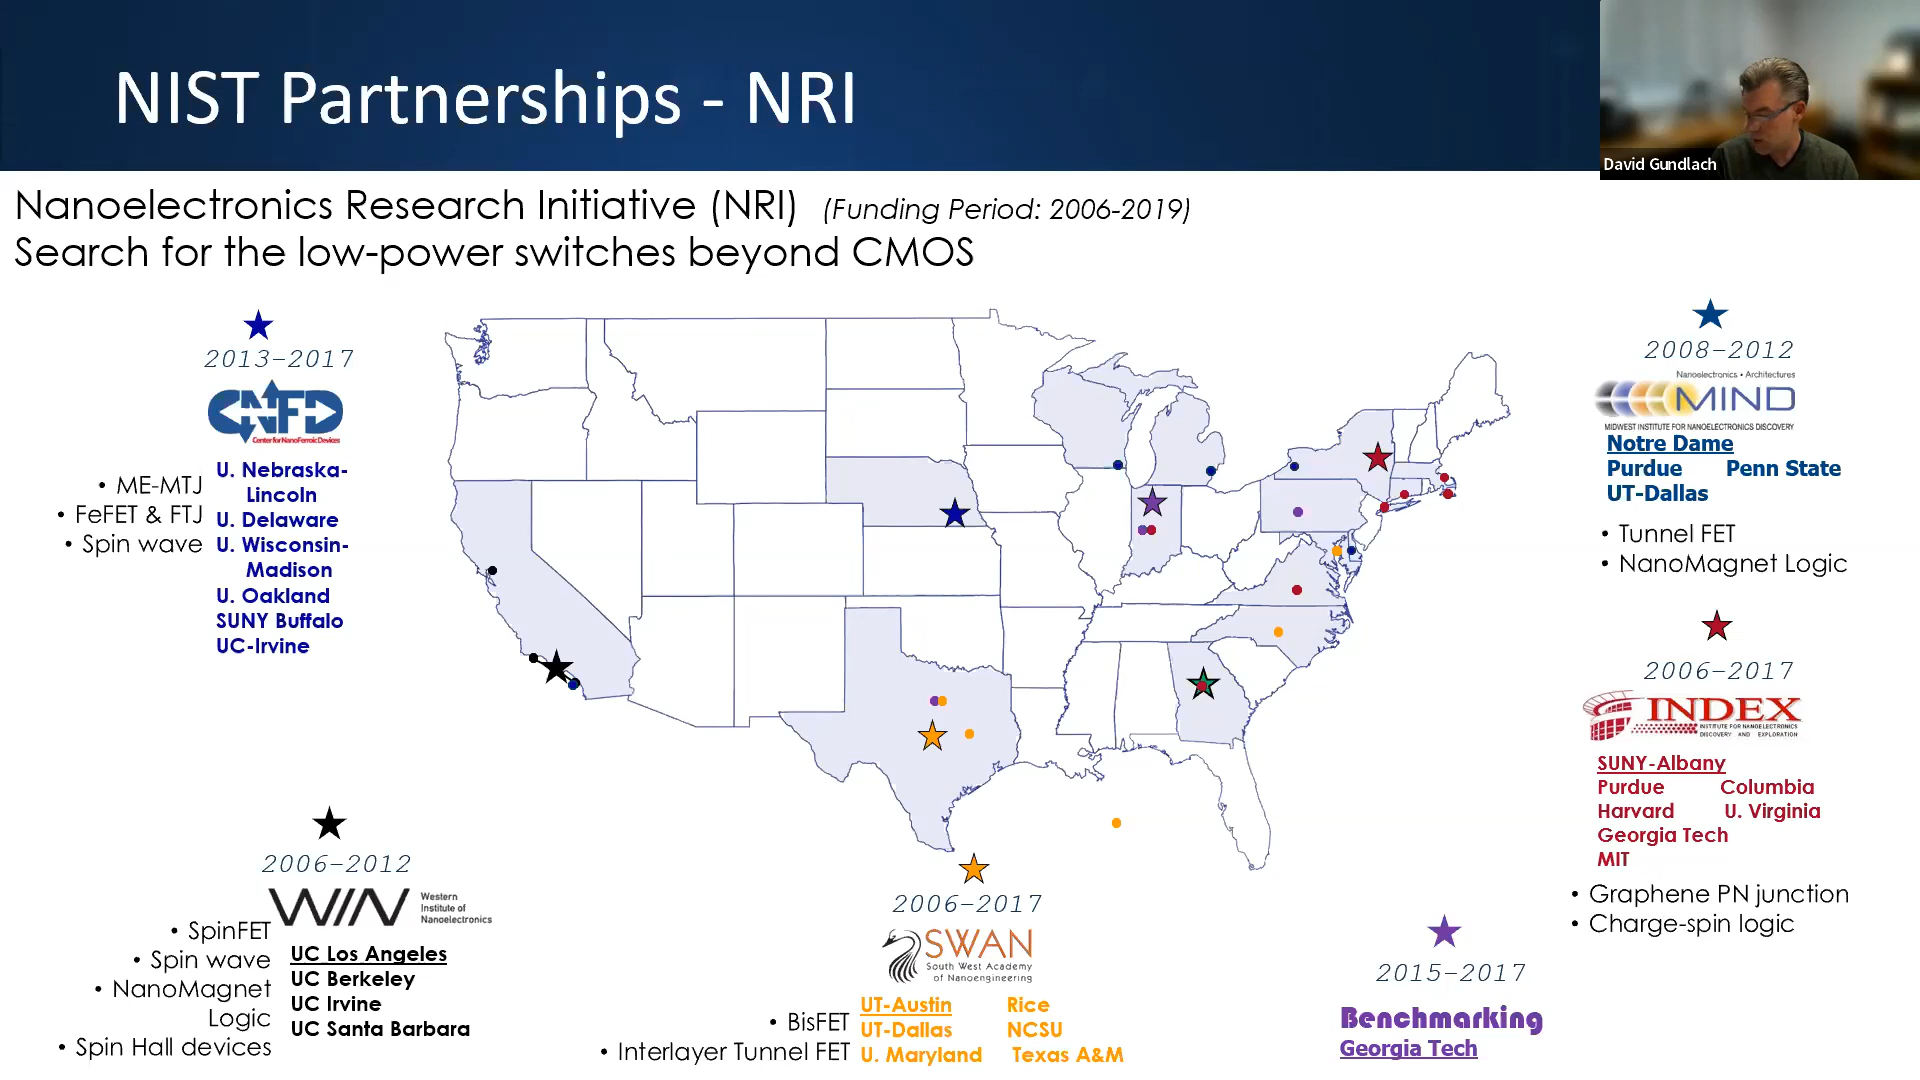 NIST Partnerships - NRI
David Gundlach
Nanoelectronics Research Initiative (NRI) (Funding Period: 2006-2019)
Search for the low-power switches beyond CMOS
2013–2017
CNFD
Center for NanoFerroic Devices
• ME-MTJ
• FeFET & FTJ
• Spin wave
U. Nebraska-
Lincoln
U. Delaware
U. Wisconsin-
Madison
U. Oakland
SUNY Buffalo
UC-Irvine
2008–2012
Nanoelectronics • Architectures
MIND
MIDWEST INSTITUTE FOR NANOELECTRONICS DISCOVERY
Notre Dame
Purdue Penn State
UT-Dallas
• Tunnel FET
• NanoMagnet Logic
2006–2017
INDEX
INSTITUTE FOR NANOELECTRONICS
DISCOVERY AND EXPLORATION
SUNY-Albany
Purdue Columbia
Harvard U. Virginia
Georgia Tech
MIT
• Graphene PN junction
• Charge-spin logic
2006–2012
WIN
Western
Institute of
Nanoelectronics
• SpinFET
• Spin wave
• NanoMagnet
Logic
• Spin Hall devices
UC Los Angeles
UC Berkeley
UC Irvine
UC Santa Barbara
2006–2017
SWAN
South West Academy
of Nanoengineering
• BisFET
• Interlayer Tunnel FET
UT-Austin Rice
UT-Dallas NCSU
U. Maryland Texas A&M
2015–2017
Benchmarking
Georgia Tech